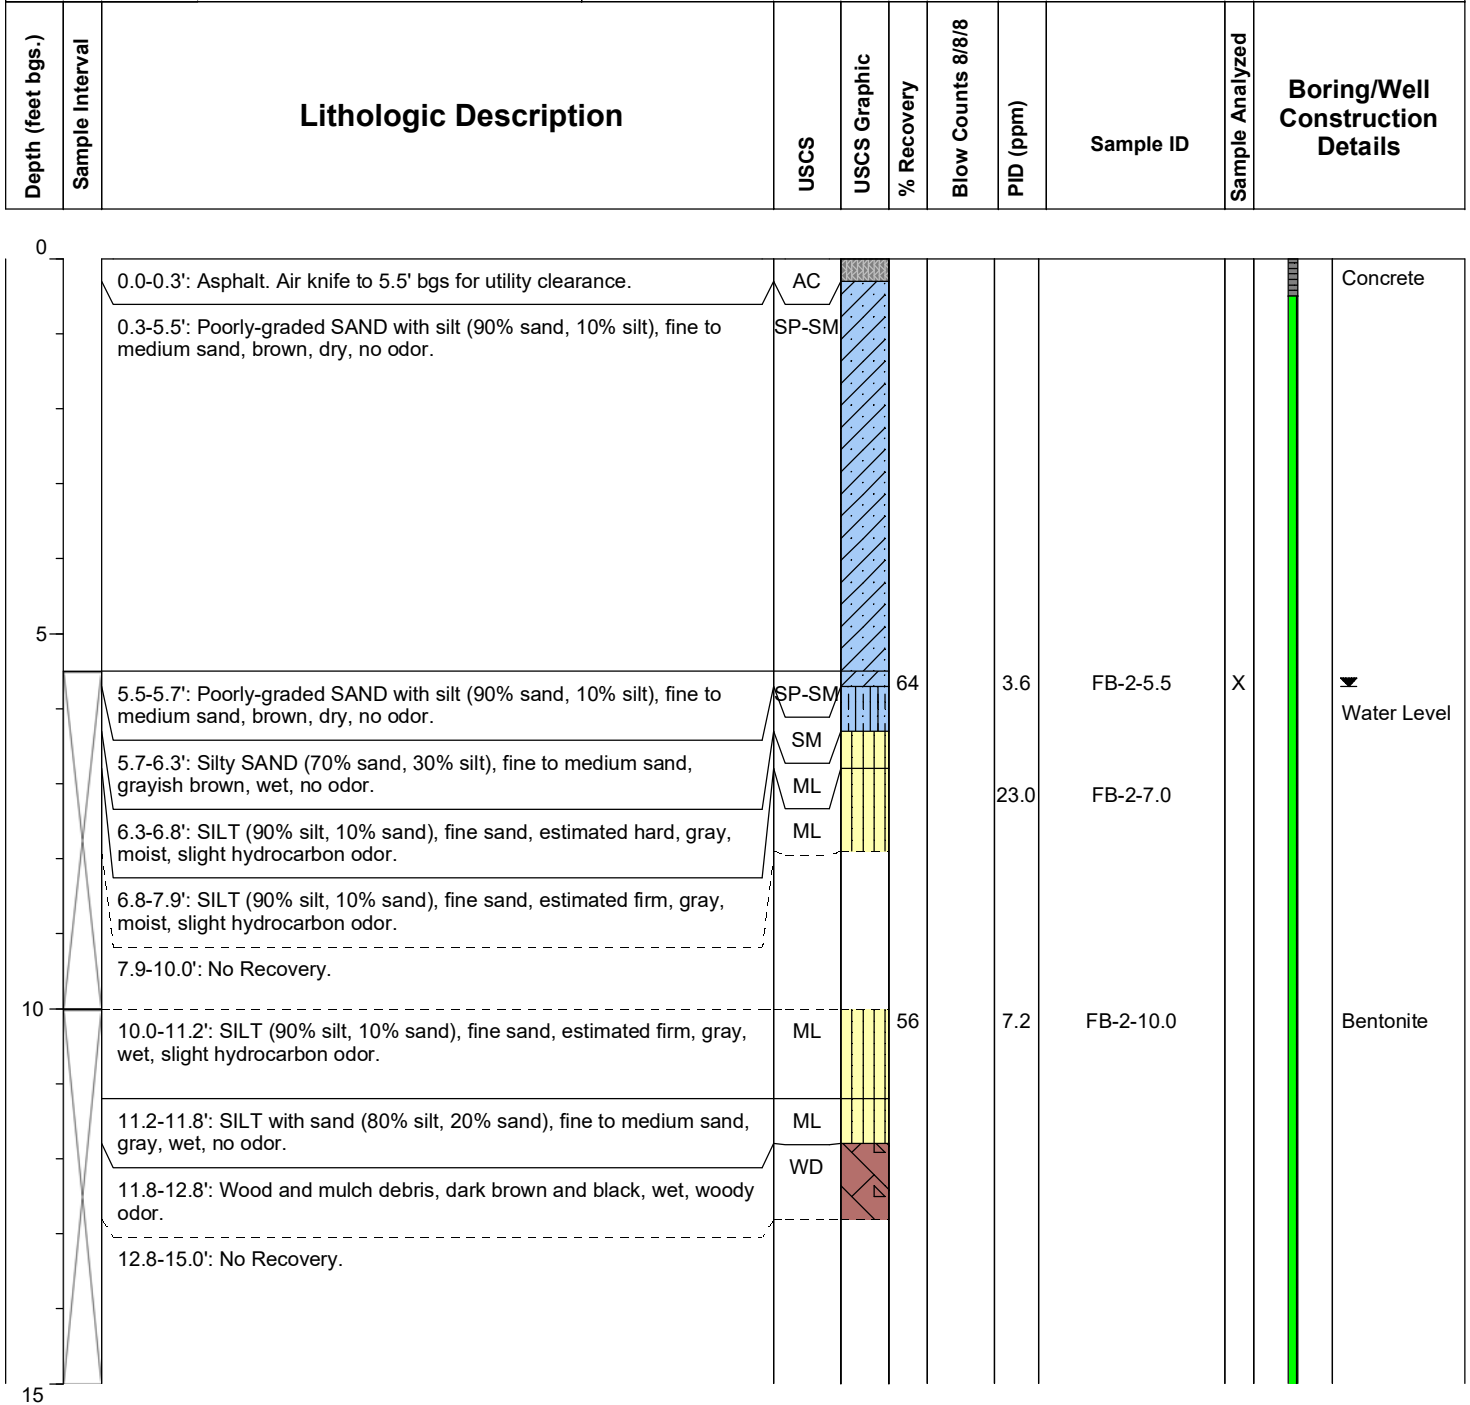 Depth (feet bgs.)
Sample Interval
Lithologic Description
USCS
USCS Graphic
% Recovery
Blow Counts 8/8/8
PID (ppm)
Sample ID
Sample Analyzed
Boring/Well
Construction
Details
0
0.0-0.3': Asphalt. Air knife to 5.5' bgs for utility clearance.
AC
Concrete
0.3-5.5': Poorly-graded SAND with silt (90% sand, 10% silt), fine to
medium sand, brown, dry, no odor.
SP-SM
5
5.5-5.7': Poorly-graded SAND with silt (90% sand, 10% silt), fine to
medium sand, brown, dry, no odor.
SP-SM
64
3.6
FB-2-5.5
X
Water Level
5.7-6.3': Silty SAND (70% sand, 30% silt), fine to medium sand,
grayish brown, wet, no odor.
SM
6.3-6.8': SILT (90% silt, 10% sand), fine sand, estimated hard, gray,
moist, slight hydrocarbon odor.
ML
23.0
FB-2-7.0
6.8-7.9': SILT (90% silt, 10% sand), fine sand, estimated firm, gray,
moist, slight hydrocarbon odor.
ML
7.9-10.0': No Recovery.
10
10.0-11.2': SILT (90% silt, 10% sand), fine sand, estimated firm, gray,
wet, slight hydrocarbon odor.
ML
56
7.2
FB-2-10.0
Bentonite
11.2-11.8': SILT with sand (80% silt, 20% sand), fine to medium sand,
gray, wet, no odor.
ML
11.8-12.8': Wood and mulch debris, dark brown and black, wet, woody
odor.
WD
12.8-15.0': No Recovery.
15